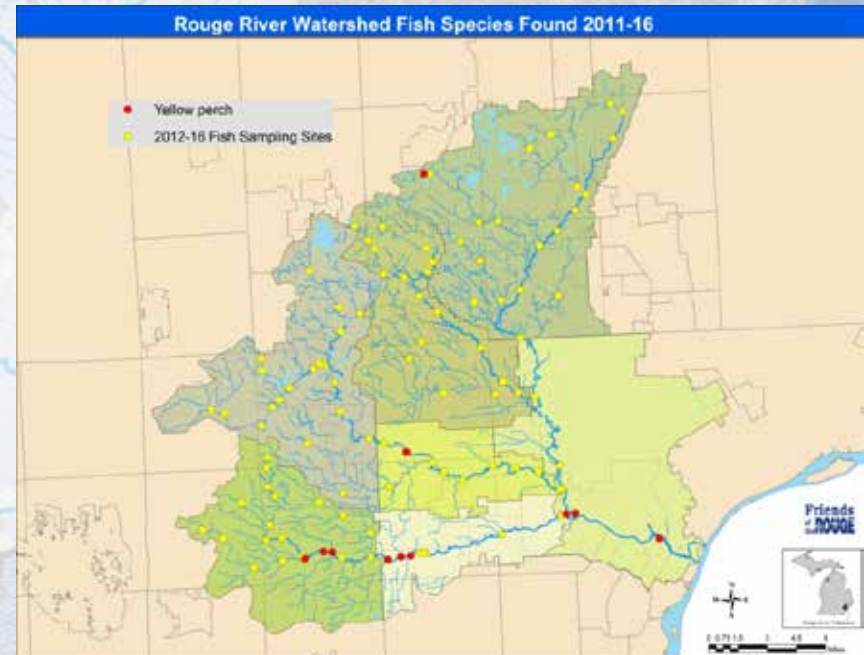 Rouge River Watershed Fish Species Found 2011-16
Yellow perch
2012-16 Fish Sampling Sites
Friends
of the ROUGE